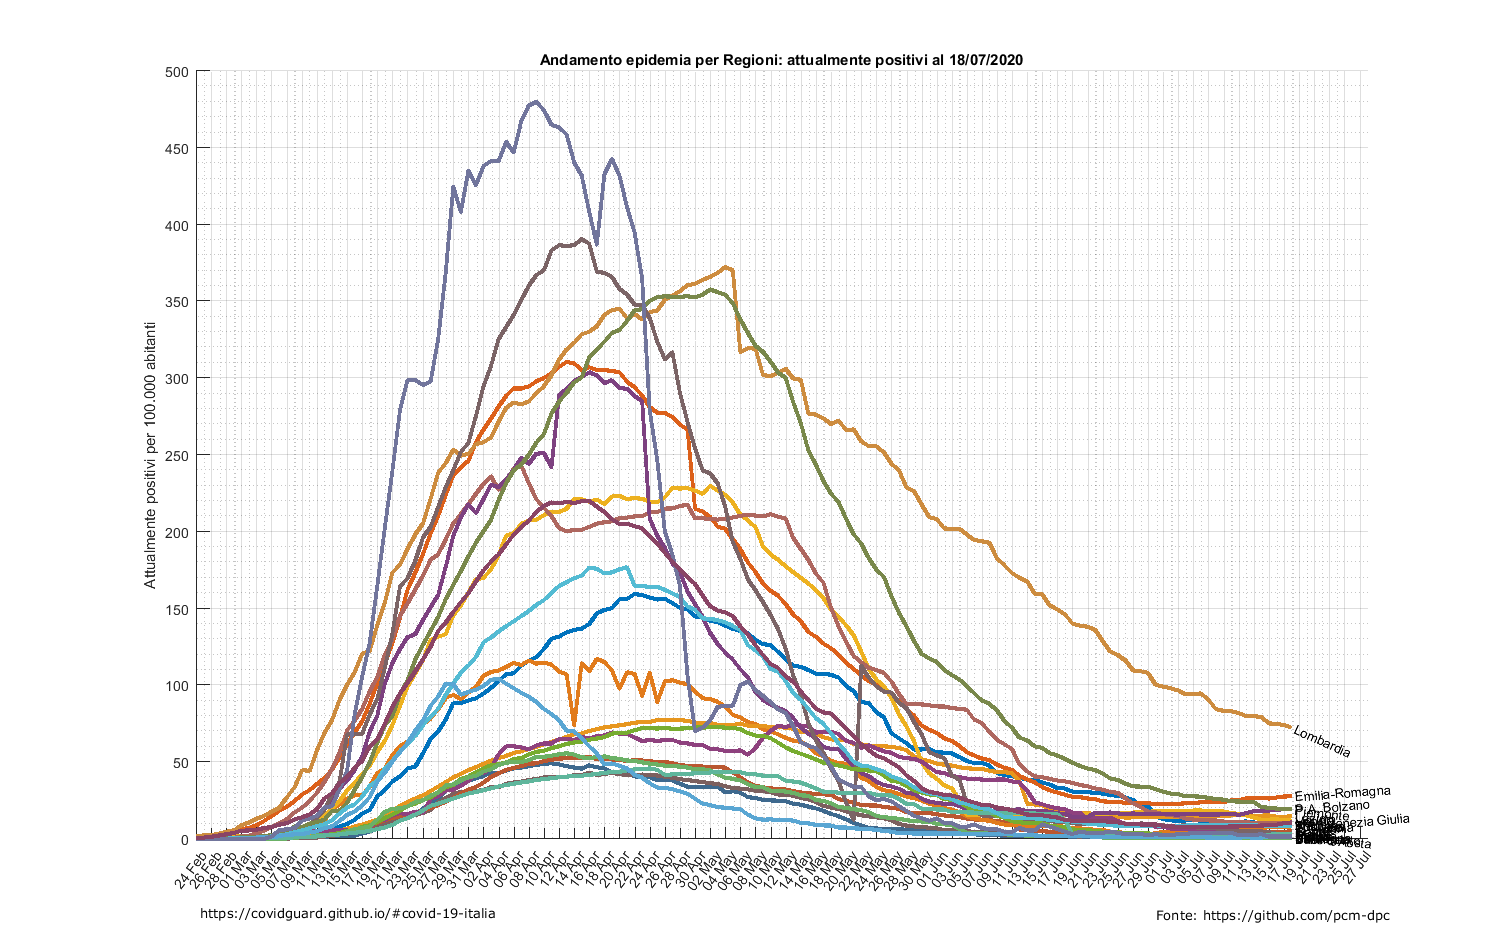 Andamento epidemia per Regioni: attualmente positivi al 18/07/2020
Attualmente positivi per 100.000 abitanti
500
450
400
350
300
250
200
150
100
50
0
Lombardia
Emilia-Romagna
P.A. Bolzano
Piemonte
Venezia Giulia
24 Feb
26 Feb
28 Feb
01 Mar
03 Mar
05 Mar
07 Mar
09 Mar
11 Mar
13 Mar
15 Mar
17 Mar
19 Mar
21 Mar
23 Mar
25 Mar
27 Mar
29 Mar
31 Mar
02 Apr
04 Apr
06 Apr
08 Apr
10 Apr
12 Apr
14 Apr
16 Apr
18 Apr
20 Apr
22 Apr
24 Apr
26 Apr
28 Apr
30 Apr
02 May
04 May
06 May
08 May
10 May
12 May
14 May
16 May
18 May
20 May
22 May
24 May
26 May
28 May
30 May
01 Jun
03 Jun
05 Jun
07 Jun
09 Jun
11 Jun
13 Jun
15 Jun
17 Jun
19 Jun
21 Jun
23 Jun
25 Jun
27 Jun
29 Jun
01 Jul
03 Jul
05 Jul
07 Jul
09 Jul
11 Jul
13 Jul
15 Jul
17 Jul
19 Jul
21 Jul
23 Jul
25 Jul
27 Jul
https://covidguard.github.io/#covid-19-italia
Fonte: https://github.com/pcm-dpc